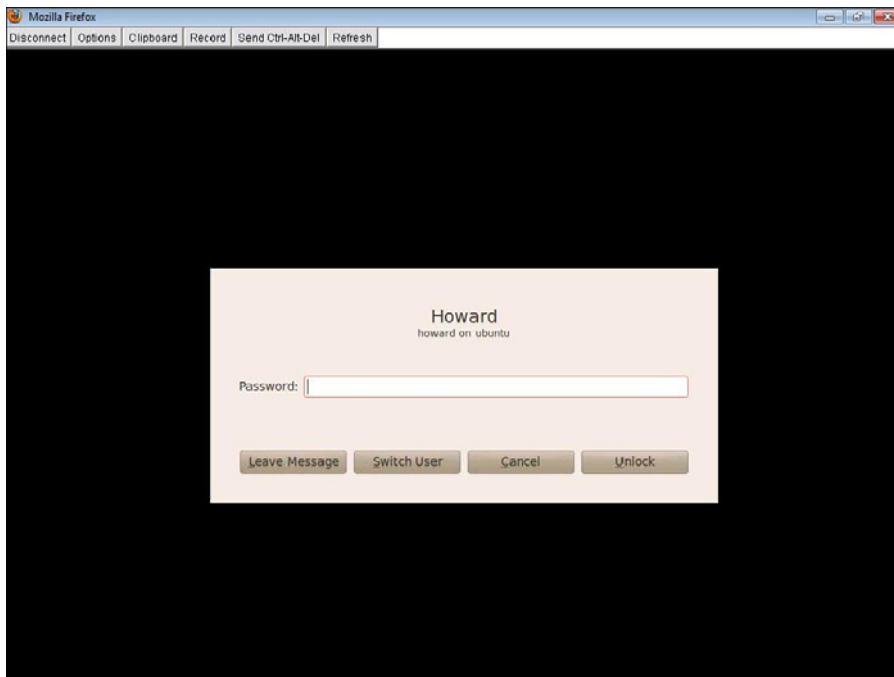 Mozilla Firefox
Disconnect Options Clipboard Record Send Ctrl-Alt-Del Refresh
Howard
howard on ubuntu
Password:
Leave Message Switch User Cancel Unlock